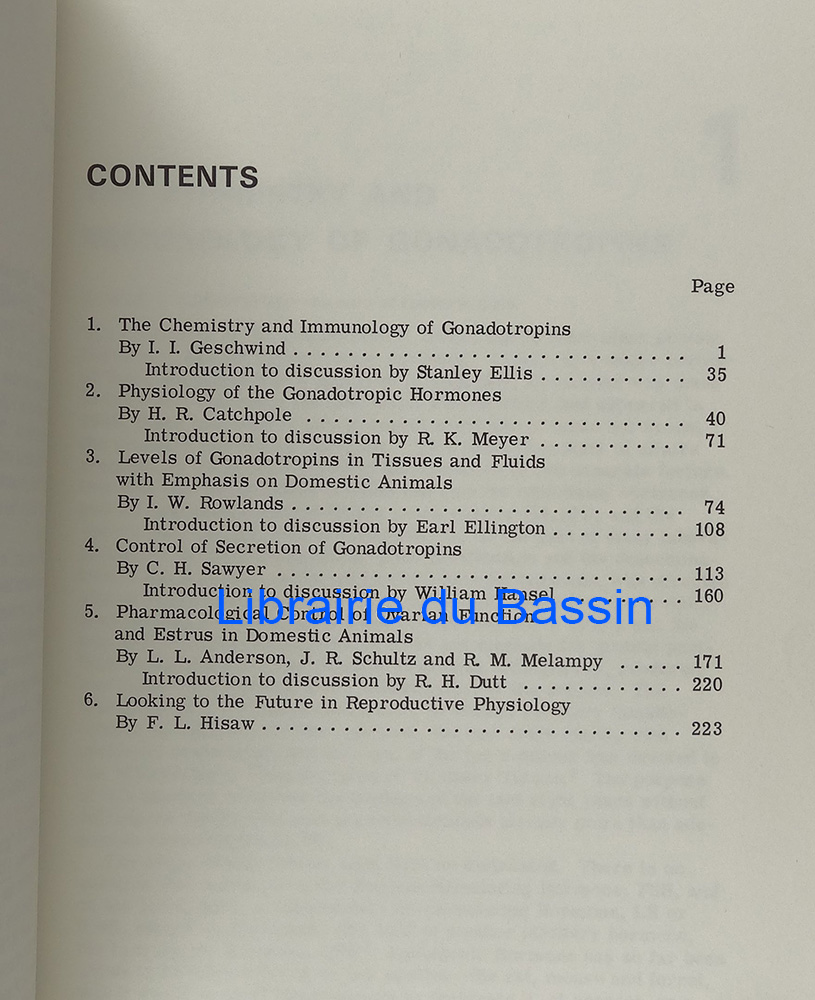 CONTENTS
Page
1. The Chemistry and Immunology of Gonadotropins
By I. I. Geschwind . . . . . . . . . . . . . . . . . . . . . . . . . . . . . 1
Introduction to discussion by Stanley Ellis . . . . . . . . . . . 35
2. Physiology of the Gonadotropic Hormones
By H. R. Catchpole . . . . . . . . . . . . . . . . . . . . . . . . . . . . 40
Introduction to discussion by R. K. Meyer . . . . . . . . . . . 71
3. Levels of Gonadotropins in Tissues and Fluids
with Emphasis on Domestic Animals
By I. W. Rowlands . . . . . . . . . . . . . . . . . . . . . . . . . . . . . 74
Introduction to discussion by Earl Ellington . . . . . . . . . . 108
4. Control of Secretion of Gonadotropins
By C. H. Sawyer . . . . . . . . . . . . . . . . . . . . . . . . . . . . . . 113
Introduction to discussion by William Hansel . . . . . . . . . 160
Librairie du Bassin
5. Pharmacological Control of Ovarian Function
and Estrus in Domestic Animals
By L. L. Anderson, J. R. Schultz and R. M. Melampy . . . . . 171
Introduction to discussion by R. H. Dutt . . . . . . . . . . . . 220
6. Looking to the Future in Reproductive Physiology
By F. L. Hisaw . . . . . . . . . . . . . . . . . . . . . . . . . . . . . . . 223